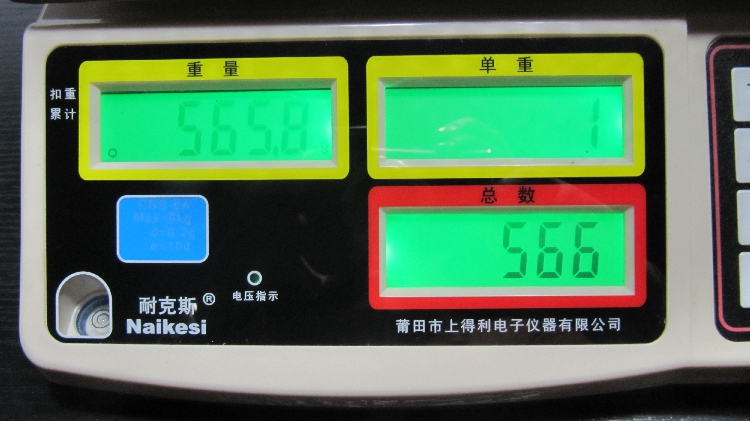 重量
单重
扣重
累计
565.8
1
总数
566
耐克斯®
Naikesi
电压指示
莆田市上得利电子仪器有限公司